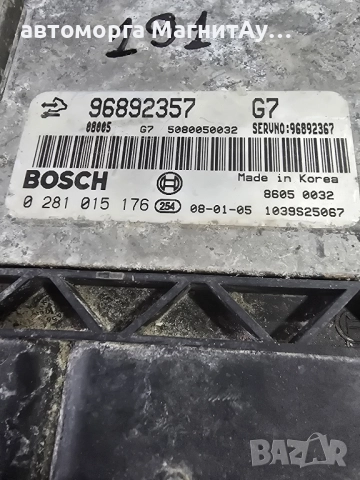 автоморга МагнитАу...
191
96892357 G7
08005 G7 5080050032 SERVNO:96892367
BOSCH Made in Korea
8605 0032
0 281 015 176 254 08-01-05 1039S25067
BAZAR